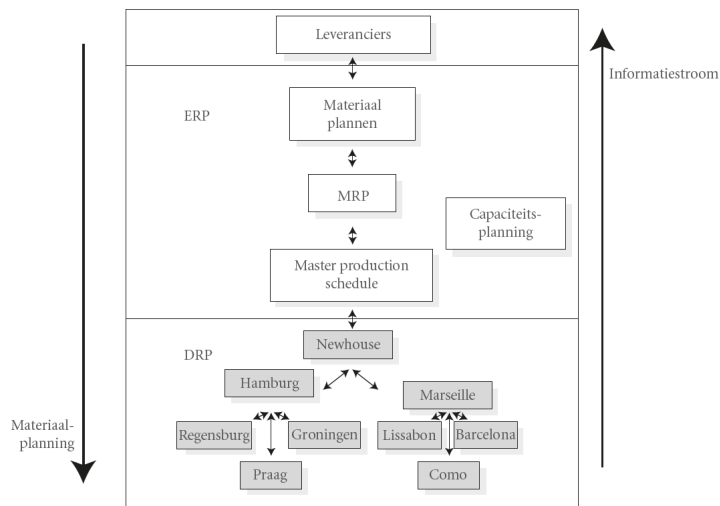 Leveranciers
Informatiestroom
ERP
Materiaal
plannen
MRP
Capaciteits-
planning
Master production
schedule
DRP
Newhouse
Hamburg
Marseille
Regensburg
Groningen
Lissabon
Barcelona
Praag
Como
Materiaal-
planning